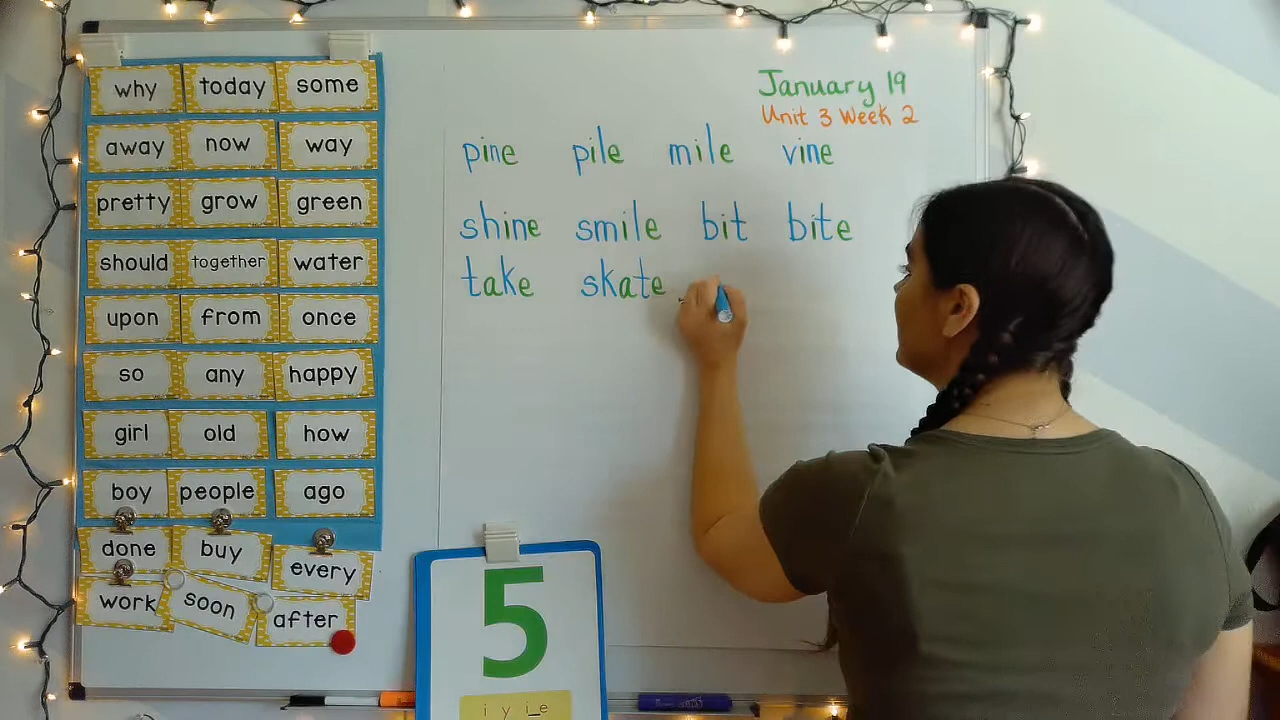 why today some
away now way
pretty grow green
should together water
upon from once
so any happy
girl old how
boy people ago
done buy every
work soon after
January 19
Unit 3 Week 2
pine pile mile vine
shine smile bit bite
take skate
5
i y i_e